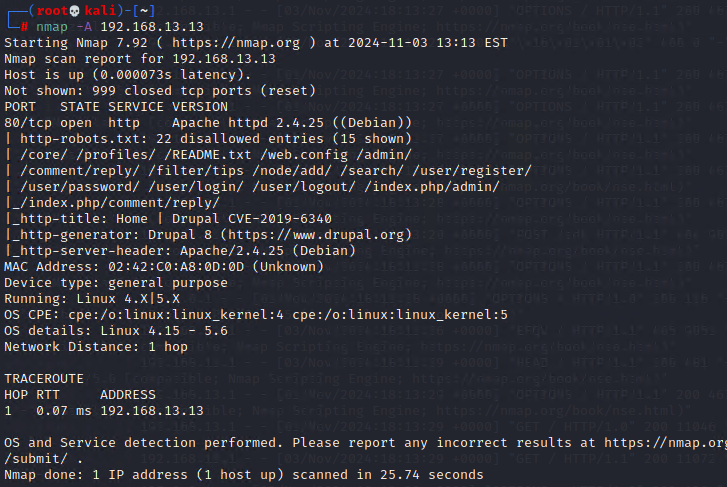 ┌──(root💀kali)-[~]
└─# nmap -A 192.168.13.13
Starting Nmap 7.92 ( https://nmap.org ) at 2024-11-03 13:13 EST
Nmap scan report for 192.168.13.13
Host is up (0.000073s latency).
Not shown: 999 closed tcp ports (reset)
PORT   STATE SERVICE VERSION
80/tcp open  http    Apache httpd 2.4.25 ((Debian))
| http-robots.txt: 22 disallowed entries (15 shown)
| /core/ /profiles/ /README.txt /web.config /admin/
| /comment/reply/ /filter/tips /node/add/ /search/ /user/register/
| /user/password/ /user/login/ /user/logout/ /index.php/admin/
|_/index.php/comment/reply/
|_http-title: Home | Drupal CVE-2019-6340
|_http-generator: Drupal 8 (https://www.drupal.org)
|_http-server-header: Apache/2.4.25 (Debian)
MAC Address: 02:42:C0:A8:0D:0D (Unknown)
Device type: general purpose
Running: Linux 4.X|5.X
OS CPE: cpe:/o:linux:linux_kernel:4 cpe:/o:linux:linux_kernel:5
OS details: Linux 4.15 - 5.6
Network Distance: 1 hop
TRACEROUTE
HOP RTT     ADDRESS
1   0.07 ms 192.168.13.13
OS and Service detection performed. Please report any incorrect results at https://nmap.org
/submit/ .
Nmap done: 1 IP address (1 host up) scanned in 25.74 seconds